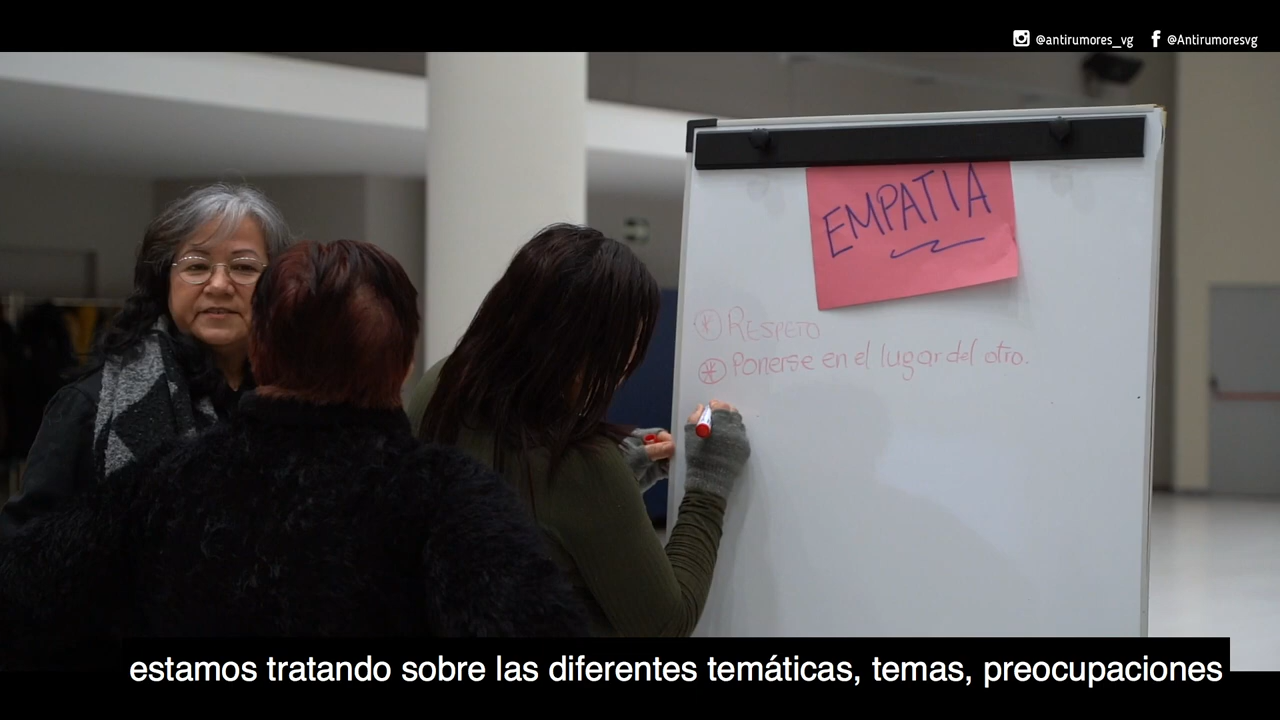 @antirumores_vg @Antirumoresvg
EMPATIA
RESPETO
Ponerse en el lugar del otro.
estamos tratando sobre las diferentes temáticas, temas, preocupaciones